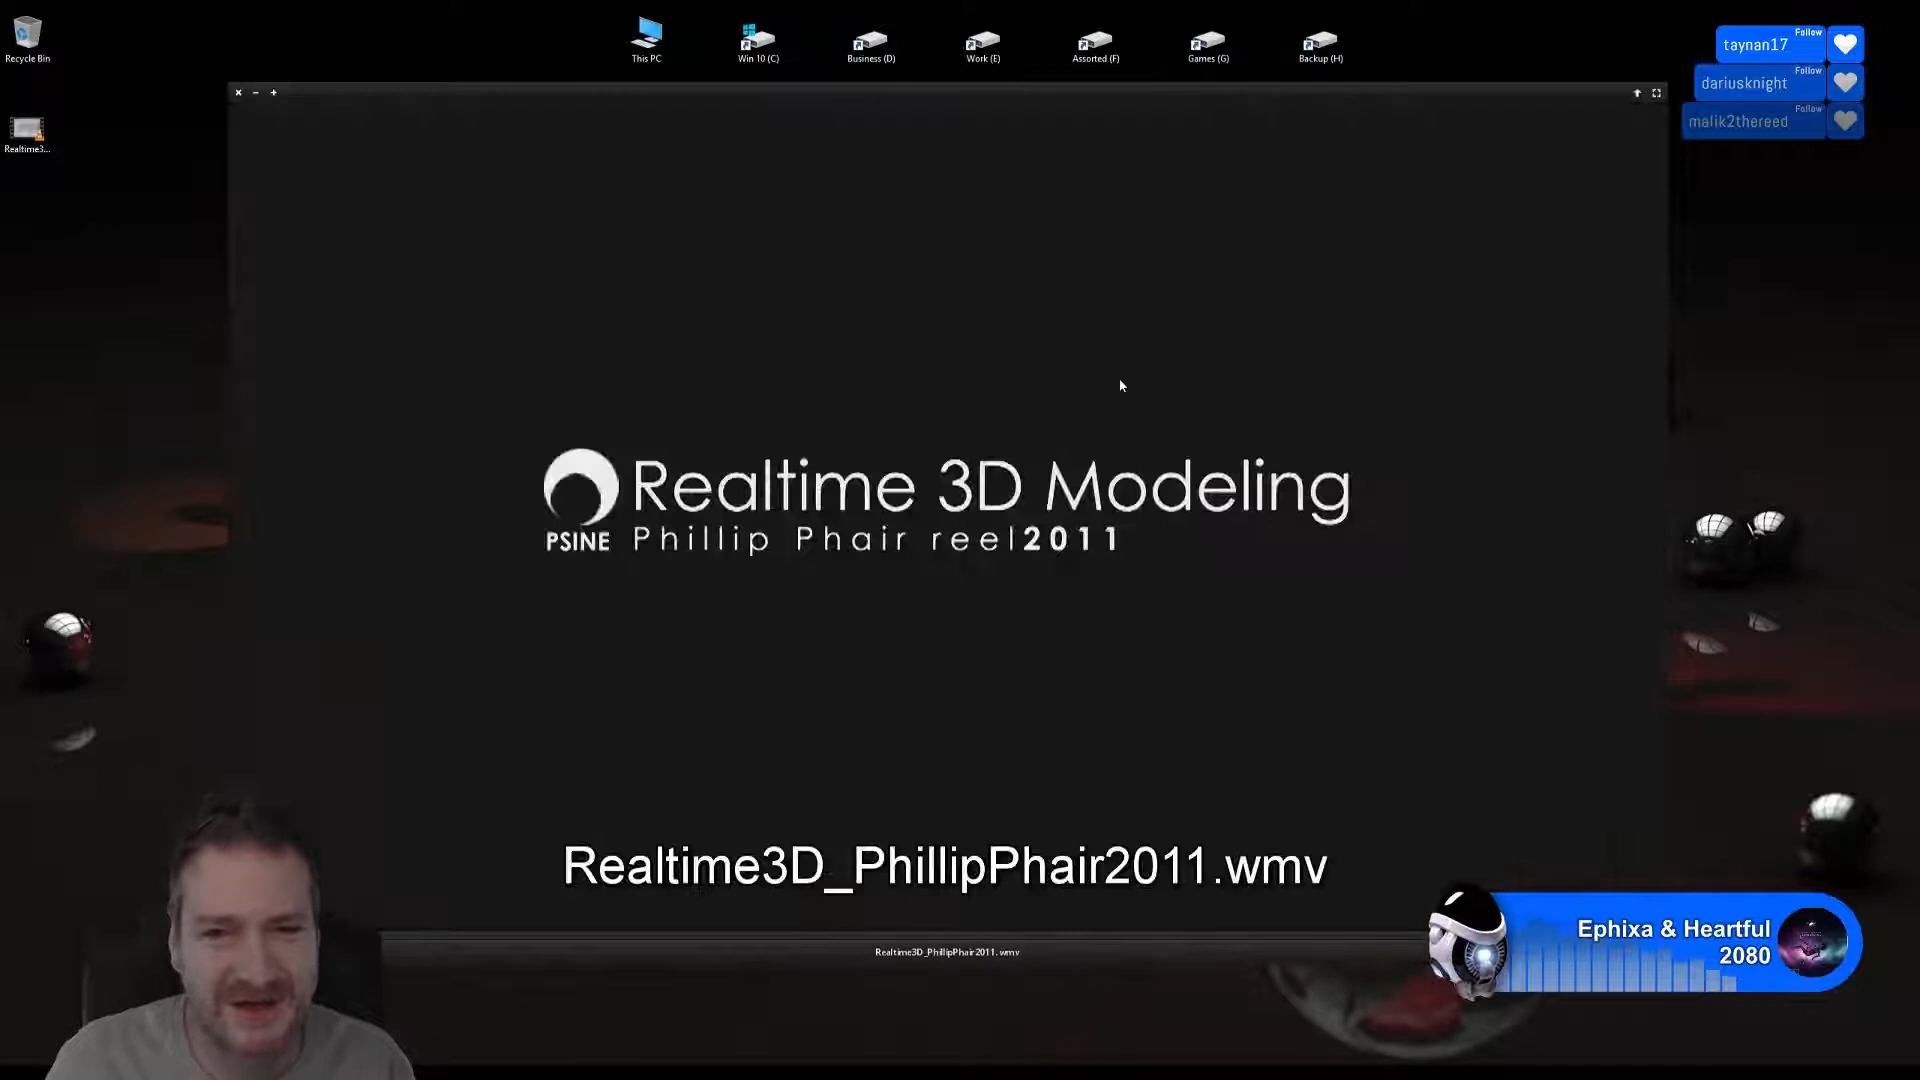 Recycle Bin
This PC
Win 10 (C)
Business (D)
Work (E)
Assorted (F)
Games (G)
Backup (H)
taynan17 Follow
dariusknight Follow
malik2thereed Follow
Realtime3...
Realtime 3D Modeling
PSINE Phillip Phair reel2011
Realtime3D_PhillipPhair2011.wmv
Realtime3D_PhillipPhair2011.wmv
Ephixa & Heartful
2080